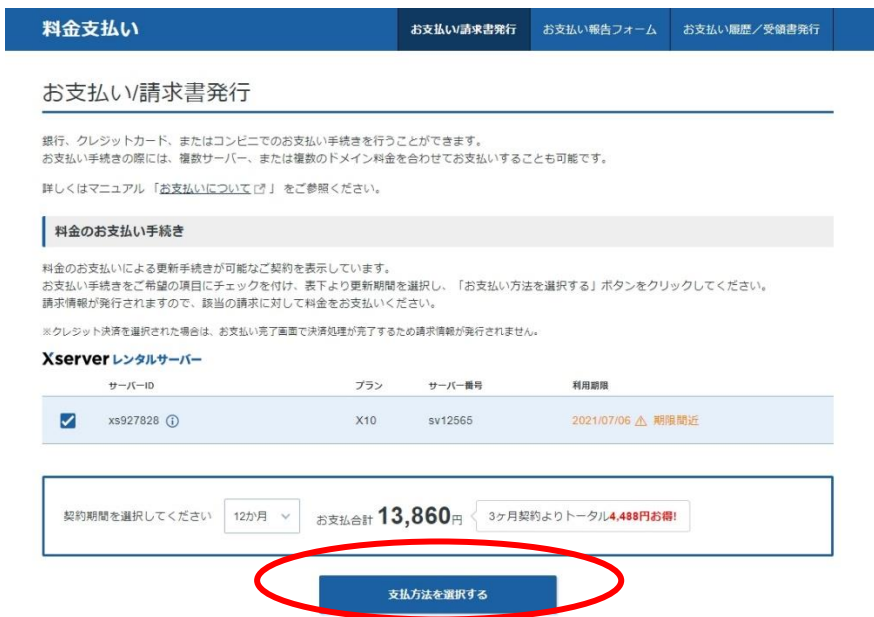 料金支払い
お支払い/請求書発行 お支払い報告フォーム お支払い履歴／受領書発行
お支払い/請求書発行
銀行、クレジットカード、またはコンビニでのお支払い手続きを行うことができます。
お支払い手続きの際には、複数サーバー、または複数のドメイン料金を合わせてお支払いすることも可能です。
詳しくはマニュアル 「お支払いについて」 をご参照ください。
料金のお支払い手続き
料金のお支払いによる更新手続きが可能なご契約を表示しています。
お支払い手続きをご希望の項目にチェックを付け、表下より更新期間を選択し、「お支払い方法を選択する」ボタンをクリックしてください。
請求情報が発行されますので、該当の請求に対して料金をお支払いください。
※クレジット決済を選択された場合は、お支払い完了画面で決済処理が完了するため請求情報が発行されません。
Xserver レンタルサーバー
サーバーID プラン サーバー番号 利用期限
xs927828 X10 sv12565 2021/07/06 期限間近
契約期間を選択してください 12か月 お支払合計 13,860円 3ヶ月契約よりトータル4,488円お得!
支払方法を選択する